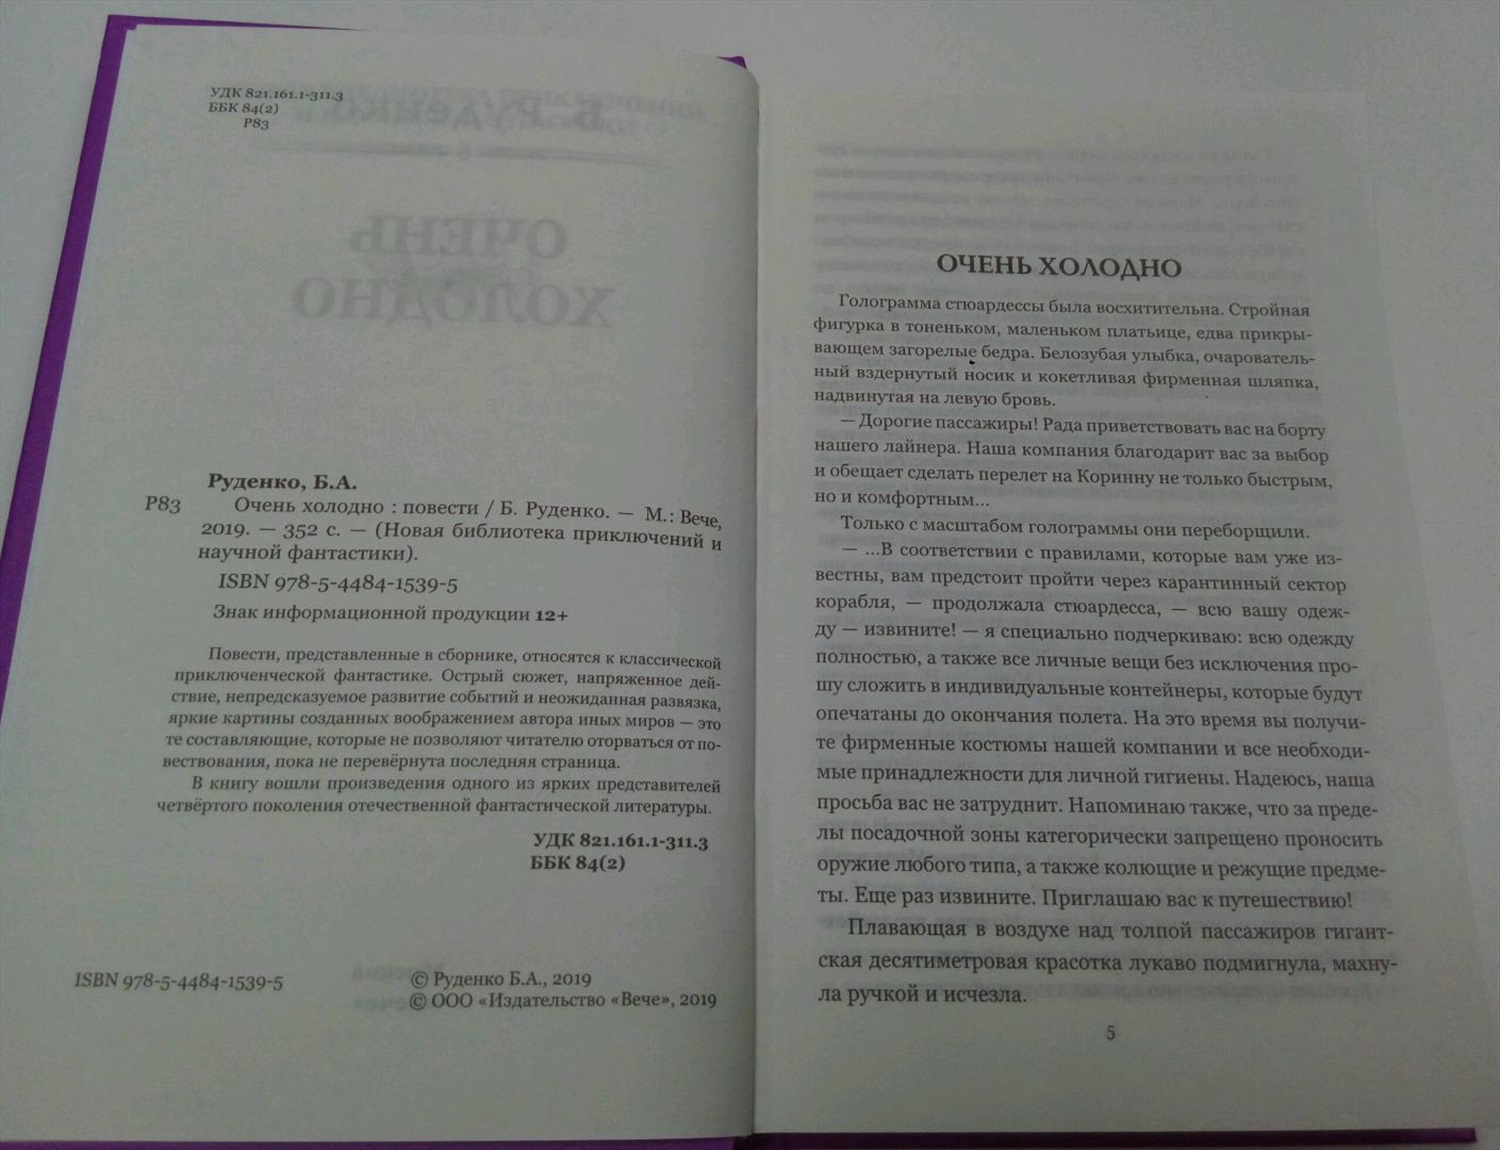 УДК 821.161.1-311.3
ББК 84(2)
Р83
Руденко, Б.А.
Р83 Очень холодно : повести / Б. Руденко. — М.: Вече,
2019. — 352 с. — (Новая библиотека приключений и
научной фантастики).
ISBN 978-5-4484-1539-5
Знак информационной продукции 12+
Повести, представленные в сборнике, относятся к классической
приключенческой фантастике. Острый сюжет, напряженное дей-
ствие, непредсказуемое развитие событий и неожиданная развязка,
яркие картины созданных воображением автора иных миров — это
те составляющие, которые не позволяют читателю оторваться от по-
вествования, пока не перевёрнута последняя страница.
В книгу вошли произведения одного из ярких представителей
четвёртого поколения отечественной фантастической литературы.
УДК 821.161.1-311.3
ББК 84(2)
ISBN 978-5-4484-1539-5
© Руденко Б.А., 2019
© ООО «Издательство «Вече», 2019
ОЧЕНЬ ХОЛОДНО
Голограмма стюардессы была восхитительна. Стройная
фигурка в тоненьком, маленьком платьице, едва прикры-
вающем загорелые бедра. Белозубая улыбка, очарователь-
ный вздернутый носик и кокетливая фирменная шляпка,
надвинутая на левую бровь.
— Дорогие пассажиры! Рада приветствовать вас на борту
нашего лайнера. Наша компания благодарит вас за выбор
и обещает сделать перелет на Коринну не только быстрым,
но и комфортным...
Только с масштабом голограммы они переборщили.
— ...В соответствии с правилами, которые вам уже из-
вестны, вам предстоит пройти через карантинный сектор
корабля, — продолжала стюардесса, — всю вашу одеж-
ду — извините! — я специально подчеркиваю: всю одежду
полностью, а также все личные вещи без исключения про-
шу сложить в индивидуальные контейнеры, которые будут
опечатаны до окончания полета. На это время вы получи-
те фирменные костюмы нашей компании и все необходи-
мые принадлежности для личной гигиены. Надеюсь, наша
просьба вас не затруднит. Напоминаю также, что за преде-
лы посадочной зоны категорически запрещено проносить
оружие любого типа, а также колющие и режущие предме-
ты. Еще раз извините. Приглашаю вас к путешествию!
Плавающая в воздухе над толпой пассажиров гигант-
ская десятиметровая красотка лукаво подмигнула, махну-
ла ручкой и исчезла.
5